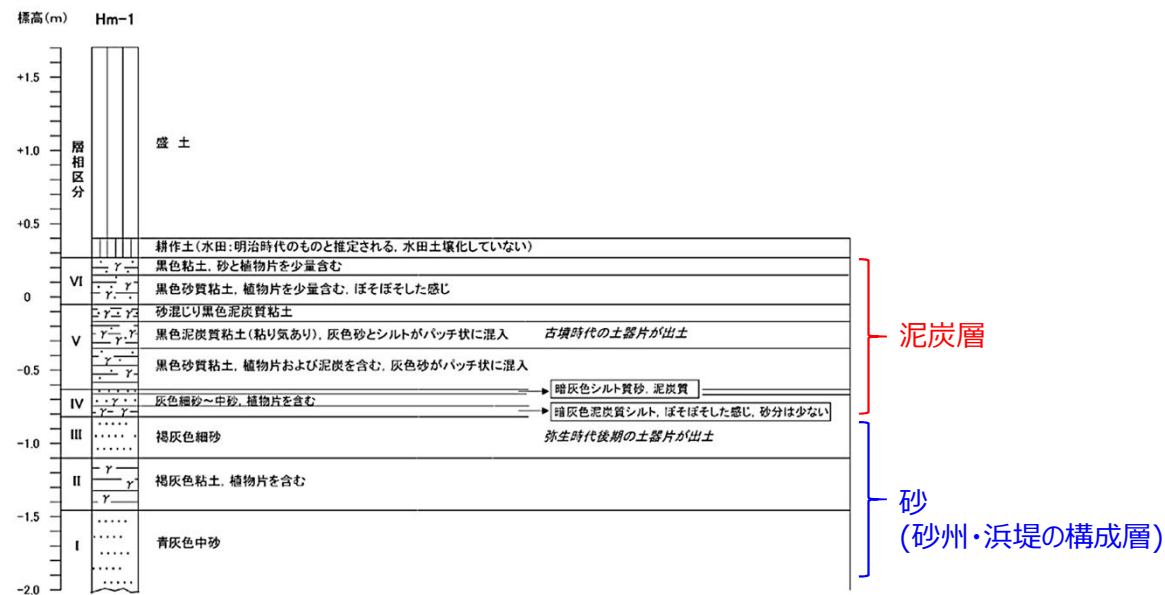 標高(m) Hm-1
+1.5
+1.0
+0.5
0
-0.5
-1.0
-1.5
-2.0
層相区分
盛 土
耕作土(水田:明治時代のものと推定される, 水田土壌化していない)
VI
黒色粘土, 砂と植物片を少量含む
黒色砂質粘土, 植物片を少量含む, ぼそぼそした感じ
V
砂混じり黒色泥炭質粘土
黒色泥炭質粘土(粘り気あり), 灰色砂とシルトがパッチ状に混入 古墳時代の土器片が出土
黒色砂質粘土, 植物片および泥炭を含む, 灰色砂がパッチ状に混入
暗灰色シルト質砂, 泥炭質
IV 灰色細砂~中砂, 植物片を含む
暗灰色泥炭質シルト, ぼそぼそした感じ, 砂分は少ない
III 褐灰色細砂 弥生時代後期の土器片が出土
II 褐灰色粘土, 植物片を含む
I 青灰色中砂
泥炭層
砂
(砂州・浜堤の構成層)